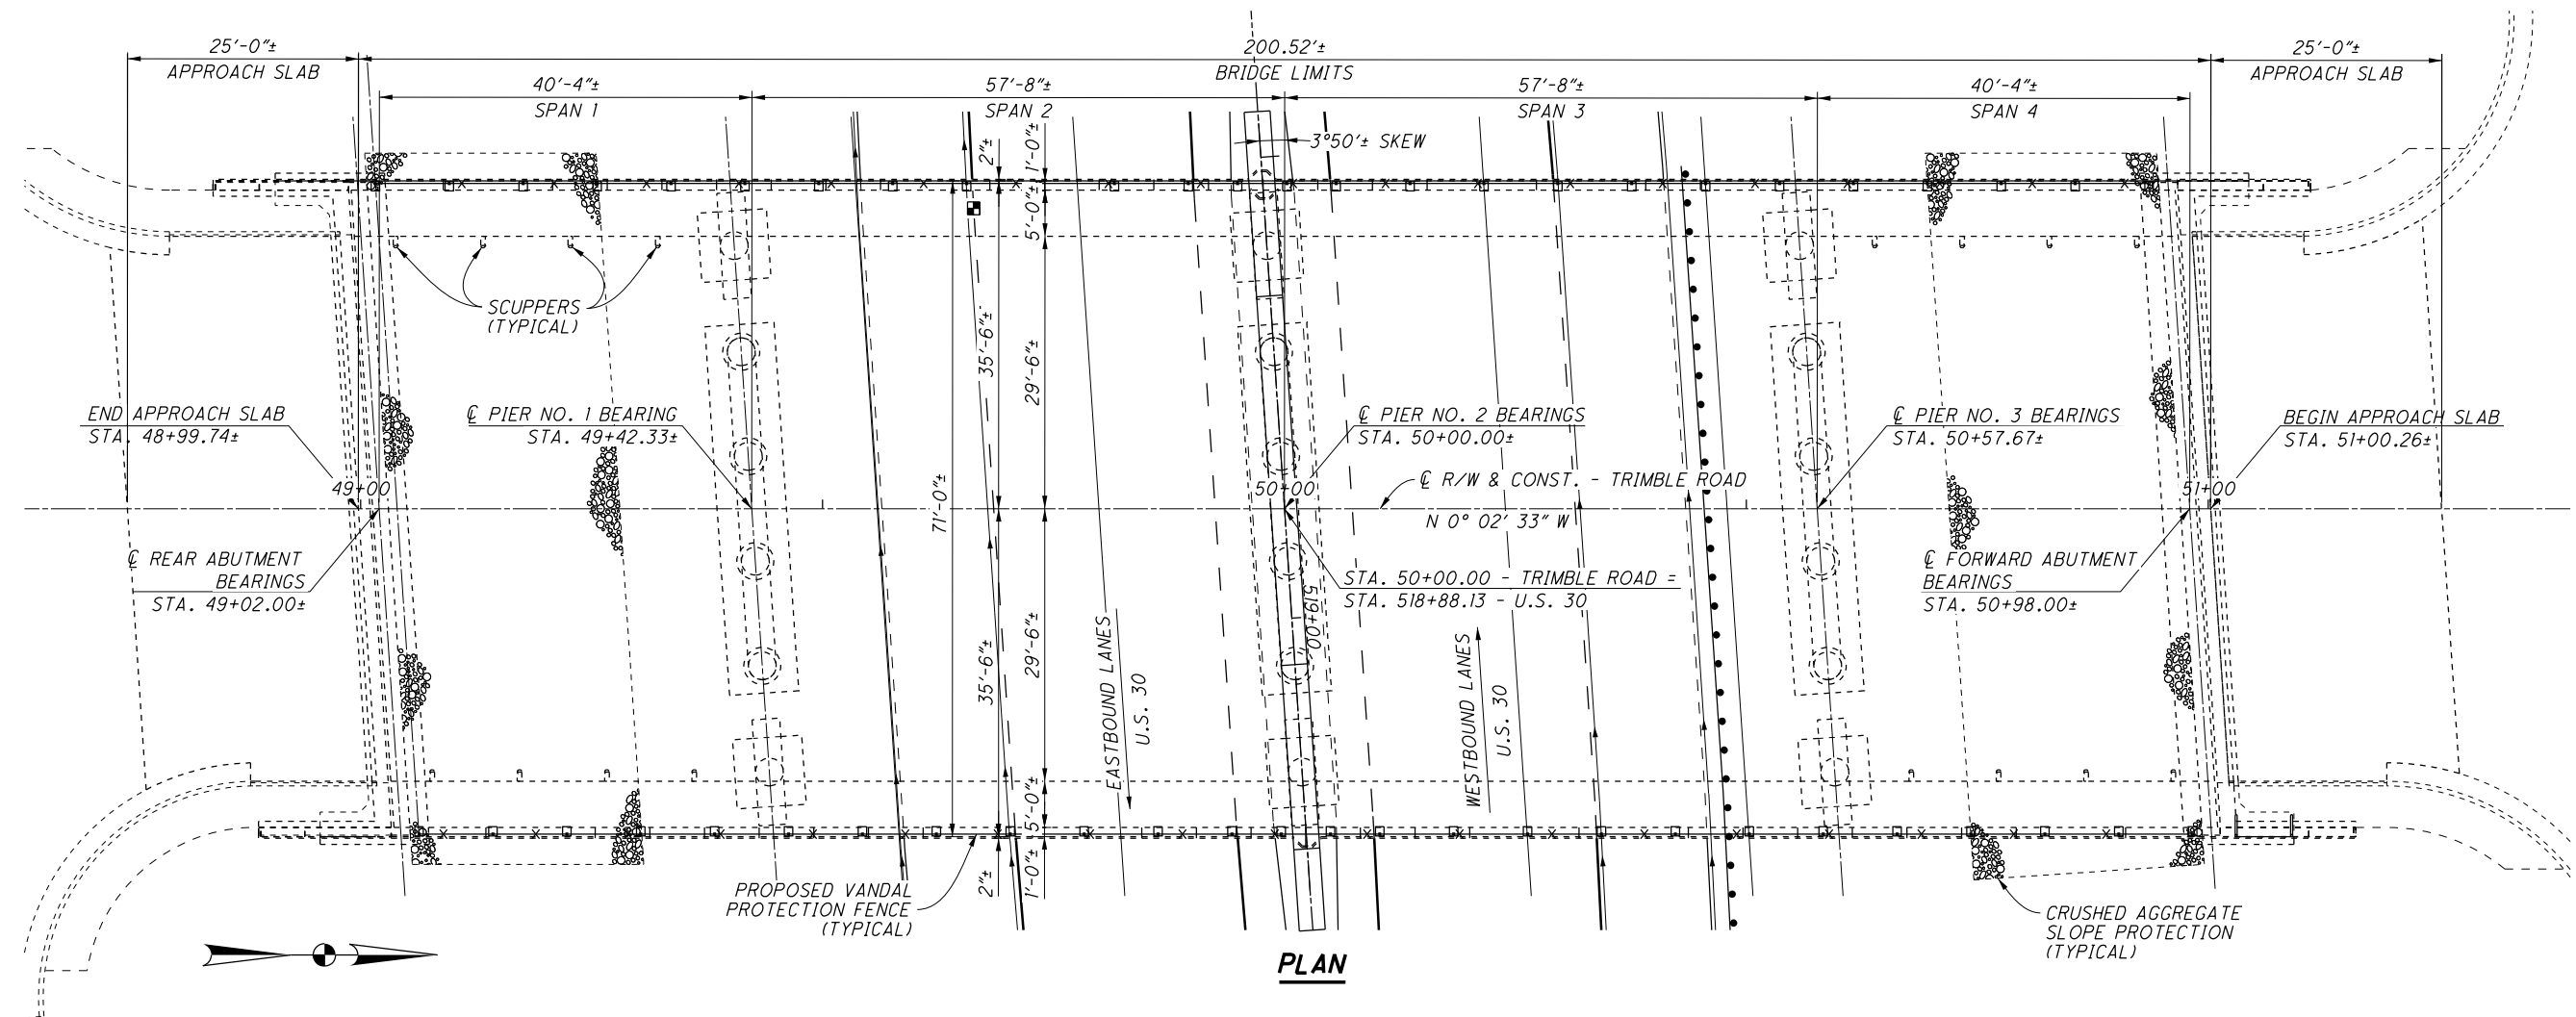 25'-0"±
APPROACH SLAB
200.52'±
BRIDGE LIMITS
25'-0"±
APPROACH SLAB
40'-4"±
SPAN 1
57'-8"±
SPAN 2
57'-8"±
SPAN 3
40'-4"±
SPAN 4
3°50'± SKEW
2"±
1'-0"±
5'-0"±
35'-6"±
29'-6"±
71'-0"±
35'-6"±
29'-6"±
5'-0"±
2"±
1'-0"±
SCUPPERS
(TYPICAL)
END APPROACH SLAB
STA. 48+99.74±
℄ PIER NO. 1 BEARING
STA. 49+42.33±
℄ PIER NO. 2 BEARINGS
STA. 50+00.00±
℄ PIER NO. 3 BEARINGS
STA. 50+57.67±
BEGIN APPROACH SLAB
STA. 51+00.26±
49+00
50+00
℄ R/W & CONST. - TRIMBLE ROAD
51+00
N 0° 02' 33" W
℄ REAR ABUTMENT
BEARINGS
STA. 49+02.00±
STA. 50+00.00 - TRIMBLE ROAD =
STA. 518+88.13 - U.S. 30
519+00
℄ FORWARD ABUTMENT
BEARINGS
STA. 50+98.00±
EASTBOUND LANES
U.S. 30
WESTBOUND LANES
U.S. 30
PROPOSED VANDAL
PROTECTION FENCE
(TYPICAL)
CRUSHED AGGREGATE
SLOPE PROTECTION
(TYPICAL)
PLAN